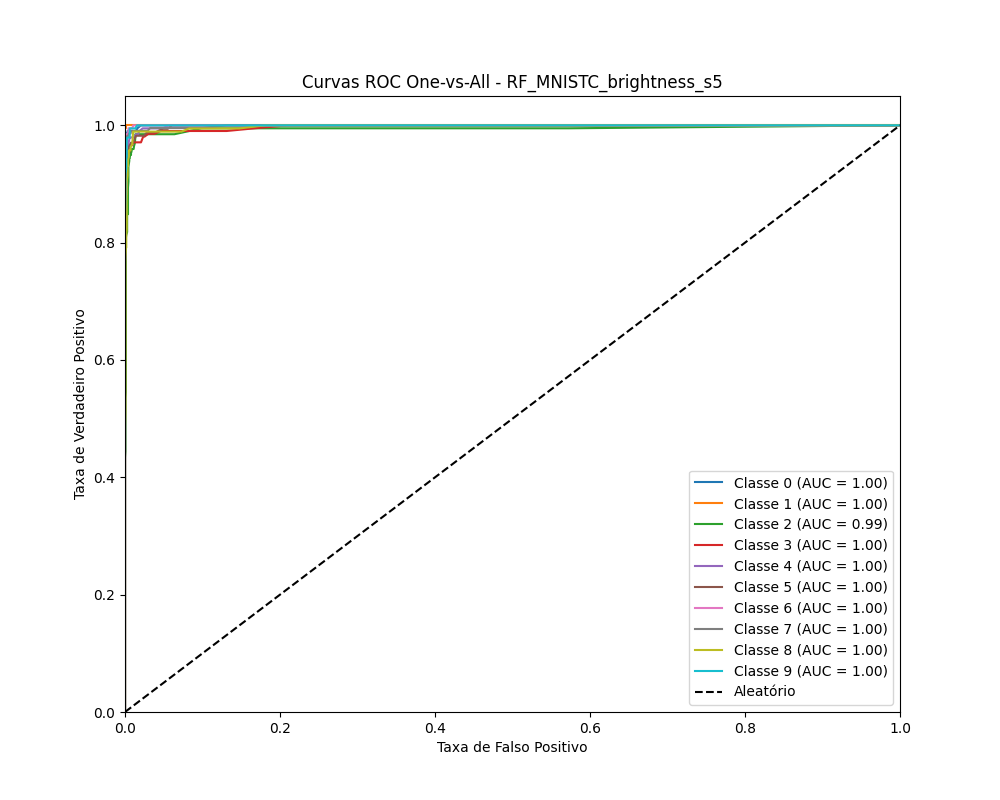 Curvas ROC One-vs-All - RF_MNISTC_brightness_s5
Taxa de Verdadeiro Positivo
1.0
0.8
0.6
0.4
0.2
0.0
0.0 0.2 0.4 0.6 0.8 1.0
Taxa de Falso Positivo
Classe 0 (AUC = 1.00)
Classe 1 (AUC = 1.00)
Classe 2 (AUC = 0.99)
Classe 3 (AUC = 1.00)
Classe 4 (AUC = 1.00)
Classe 5 (AUC = 1.00)
Classe 6 (AUC = 1.00)
Classe 7 (AUC = 1.00)
Classe 8 (AUC = 1.00)
Classe 9 (AUC = 1.00)
Aleatório